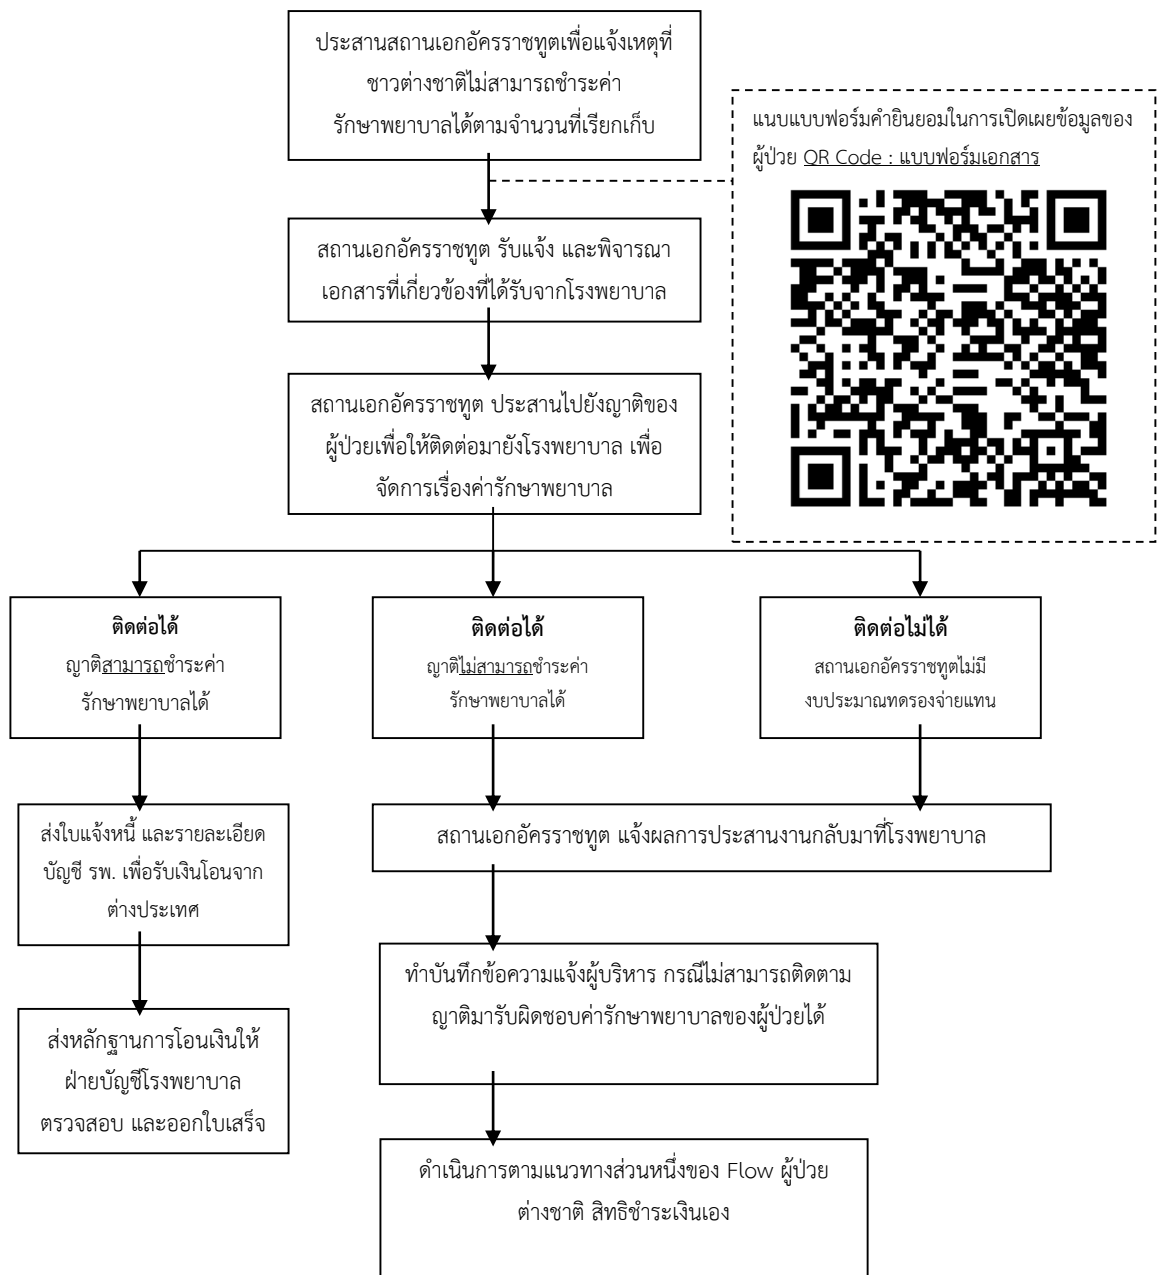 ประสานสถานเอกอัครราชทูตเพื่อแจ้งเหตุที่
ชาวต่างชาติไม่สามารถชำระค่า
รักษาพยาบาลได้ตามจำนวนที่เรียกเก็บ
แนบแบบฟอร์มคำยินยอมในการเปิดเผยข้อมูลของ
ผู้ป่วย QR Code : แบบฟอร์มเอกสาร
สถานเอกอัครราชทูต รับแจ้ง และพิจารณา
เอกสารที่เกี่ยวข้องที่ได้รับจากโรงพยาบาล
สถานเอกอัครราชทูต ประสานไปยังญาติของ
ผู้ป่วยเพื่อให้ติดต่อมายังโรงพยาบาล เพื่อ
จัดการเรื่องค่ารักษาพยาบาล
ติดต่อได้
ญาติสามารถชำระค่า
รักษาพยาบาลได้
ติดต่อได้
ญาติไม่สามารถชำระค่า
รักษาพยาบาลได้
ติดต่อไม่ได้
สถานเอกอัครราชทูตไม่มี
งบประมาณทดรองจ่ายแทน
ส่งใบแจ้งหนี้ และรายละเอียด
บัญชี รพ. เพื่อรับเงินโอนจาก
ต่างประเทศ
สถานเอกอัครราชทูต แจ้งผลการประสานงานกลับมาที่โรงพยาบาล
ทำบันทึกข้อความแจ้งผู้บริหาร กรณีไม่สามารถติดตาม
ญาติมารับผิดชอบค่ารักษาพยาบาลของผู้ป่วยได้
ส่งหลักฐานการโอนเงินให้
ฝ่ายบัญชีโรงพยาบาล
ตรวจสอบ และออกใบเสร็จ
ดำเนินการตามแนวทางส่วนหนึ่งของ Flow ผู้ป่วย
ต่างชาติ สิทธิชำระเงินเอง